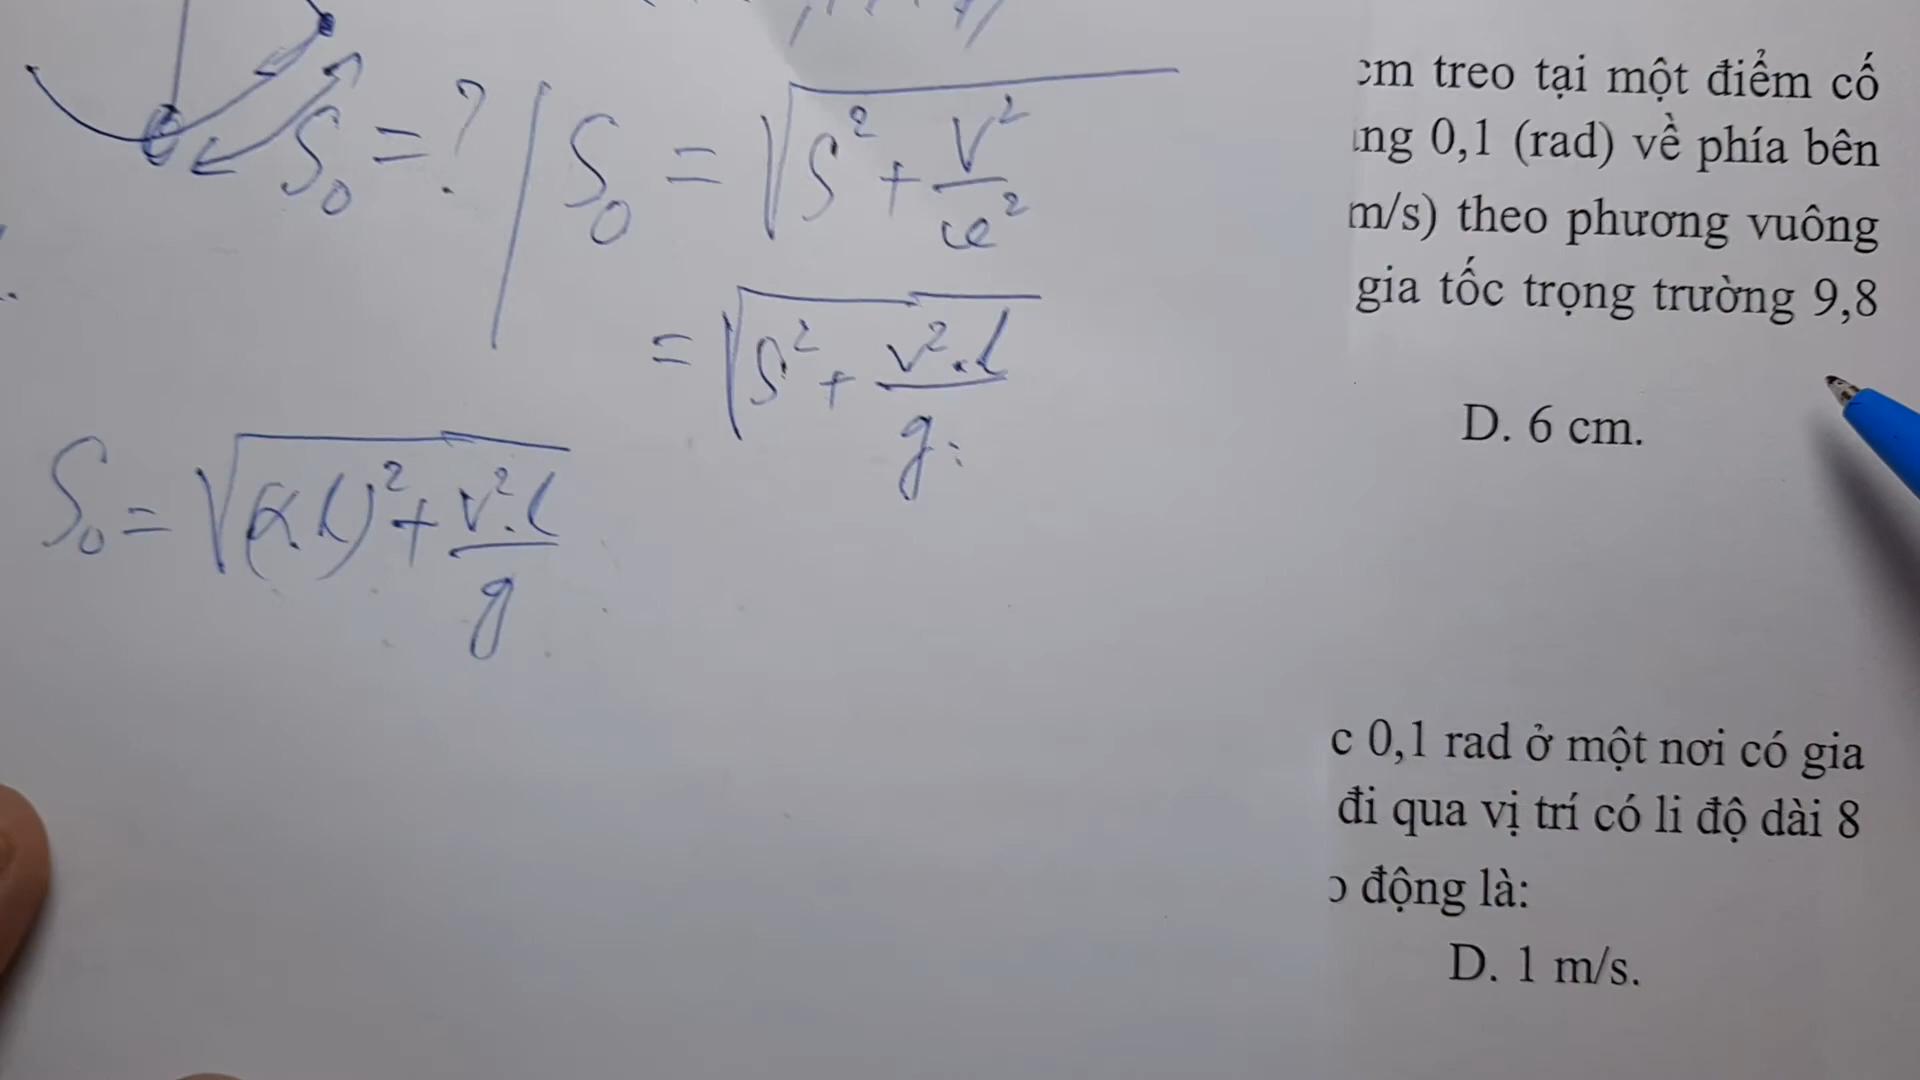 S₀ = ?
S₀ = √(S² + v²/ω²)
= √(S² + v².l/g)
S₀ = √((α.l)² + v².l/g)
cm treo tại một điểm cố
0,1 (rad) về phía bên
m/s) theo phương vuông
gia tốc trọng trường 9,8
D. 6 cm.
c 0,1 rad ở một nơi có gia
đi qua vị trí có li độ dài 8
động là:
D. 1 m/s.